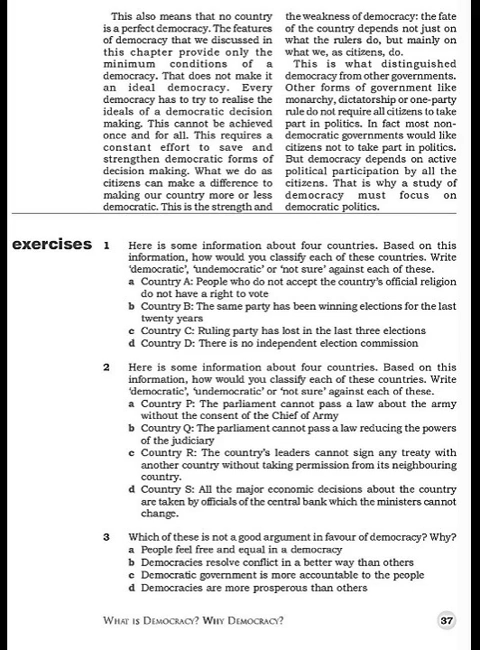 This also means that no country
is a perfect democracy. The features
of democracy that we discussed in
this chapter provide only the
minimum conditions of a
democracy. That does not make it
an ideal democracy. Every
democracy has to try to realise the
ideals of a democratic decision
making. This cannot be achieved
once and for all. This requires a
constant effort to save and
strengthen democratic forms of
decision making. What we do as
citizens can make a difference to
making our country more or less
democratic. This is the strength and
the weakness of democracy: the fate
of the country depends not just on
what the rulers do, but mainly on
what we, as citizens, do.
This is what distinguished
democracy from other governments.
Other forms of government like
monarchy, dictatorship or one-party
rule do not require all citizens to take
part in politics. In fact most non-
democratic governments would like
citizens not to take part in politics.
But democracy depends on active
political participation by all the
citizens. That is why a study of
democracy must focus on
democratic politics.
exercises
1 Here is some information about four countries. Based on this
information, how would you classify each of these countries. Write
‘democratic’, ‘undemocratic’ or ‘not sure’ against each of these.
a Country A: People who do not accept the country’s official religion
do not have a right to vote
b Country B: The same party has been winning elections for the last
twenty years
c Country C: Ruling party has lost in the last three elections
d Country D: There is no independent election commission
2 Here is some information about four countries. Based on this
information, how would you classify each of these countries. Write
‘democratic’, ‘undemocratic’ or ‘not sure’ against each of these.
a Country P: The parliament cannot pass a law about the army
without the consent of the Chief of Army
b Country Q: The parliament cannot pass a law reducing the powers
of the judiciary
c Country R: The country’s leaders cannot sign any treaty with
another country without taking permission from its neighbouring
country.
d Country S: All the major economic decisions about the country
are taken by officials of the central bank which the ministers cannot
change.
3 Which of these is not a good argument in favour of democracy? Why?
a People feel free and equal in a democracy
b Democracies resolve conflict in a better way than others
c Democratic government is more accountable to the people
d Democracies are more prosperous than others
WHAT IS DEMOCRACY? WHY DEMOCRACY?
37